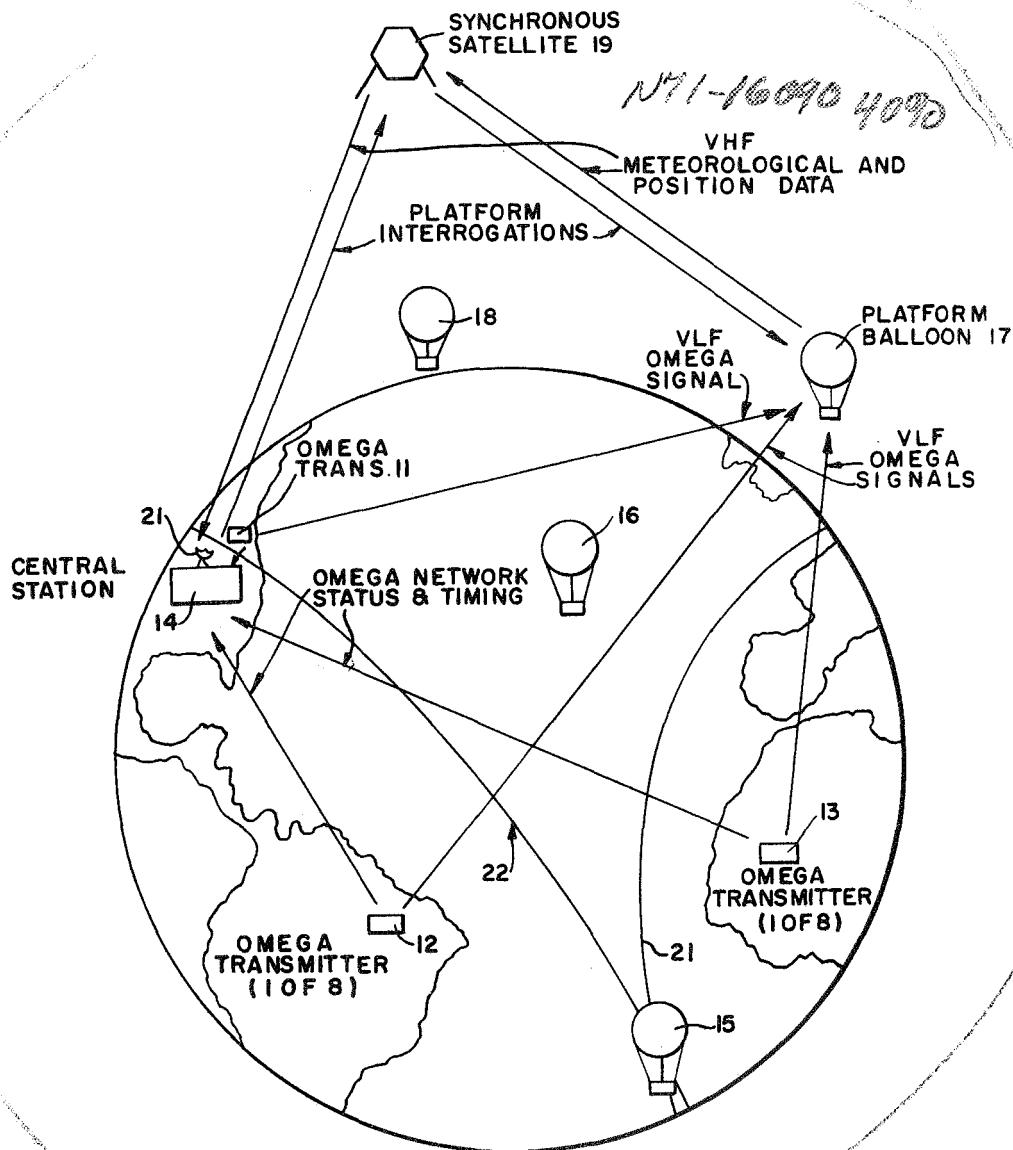 SYNCHRONOUS
SATELLITE 19
N71-16090 4090
VHF
METEOROLOGICAL AND
POSITION DATA
PLATFORM
INTERROGATIONS
18
PLATFORM
BALLOON 17
VLF
OMEGA
SIGNAL
OMEGA
TRANS. 11
VLF
OMEGA
SIGNALS
21
16
CENTRAL
STATION
14
OMEGA NETWORK
STATUS & TIMING
13
OMEGA
TRANSMITTER
(1 OF 8)
22
12
OMEGA
TRANSMITTER
(1 OF 8)
21
15